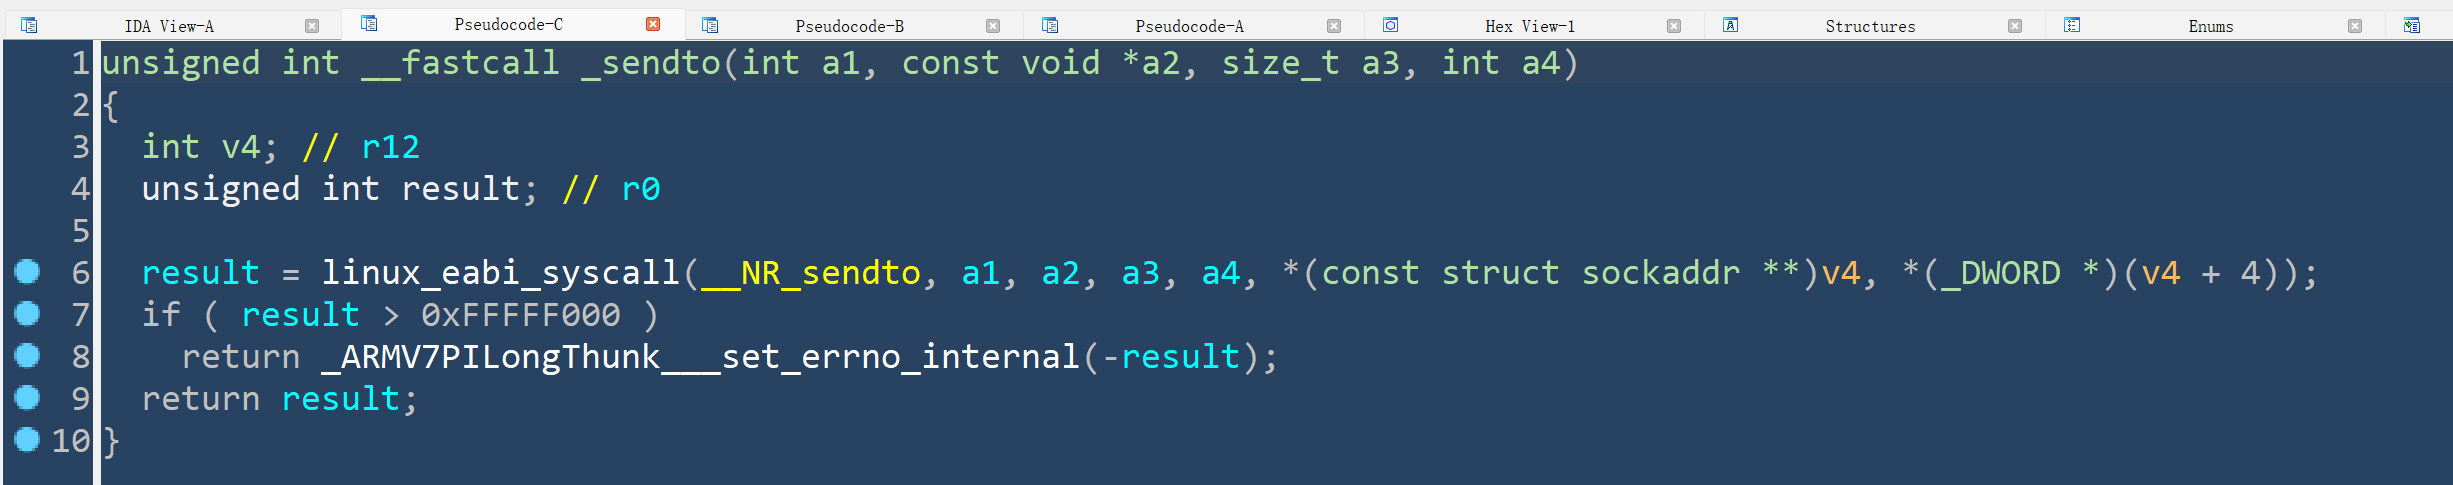 IDA View-A Pseudocode-C Pseudocode-B Pseudocode-A Hex View-1 Structures Enums
1 unsigned int __fastcall _sendto(int a1, const void *a2, size_t a3, int a4)
2 {
3 int v4; // r12
4 unsigned int result; // r0
5
6 result = linux_eabi_syscall(__NR_sendto, a1, a2, a3, a4, *(const struct sockaddr **)v4, *(_DWORD *)(v4 + 4));
7 if ( result > 0xFFFFF000 )
8 return _ARMV7PILongThunk___set_errno_internal(-result);
9 return result;
10 }